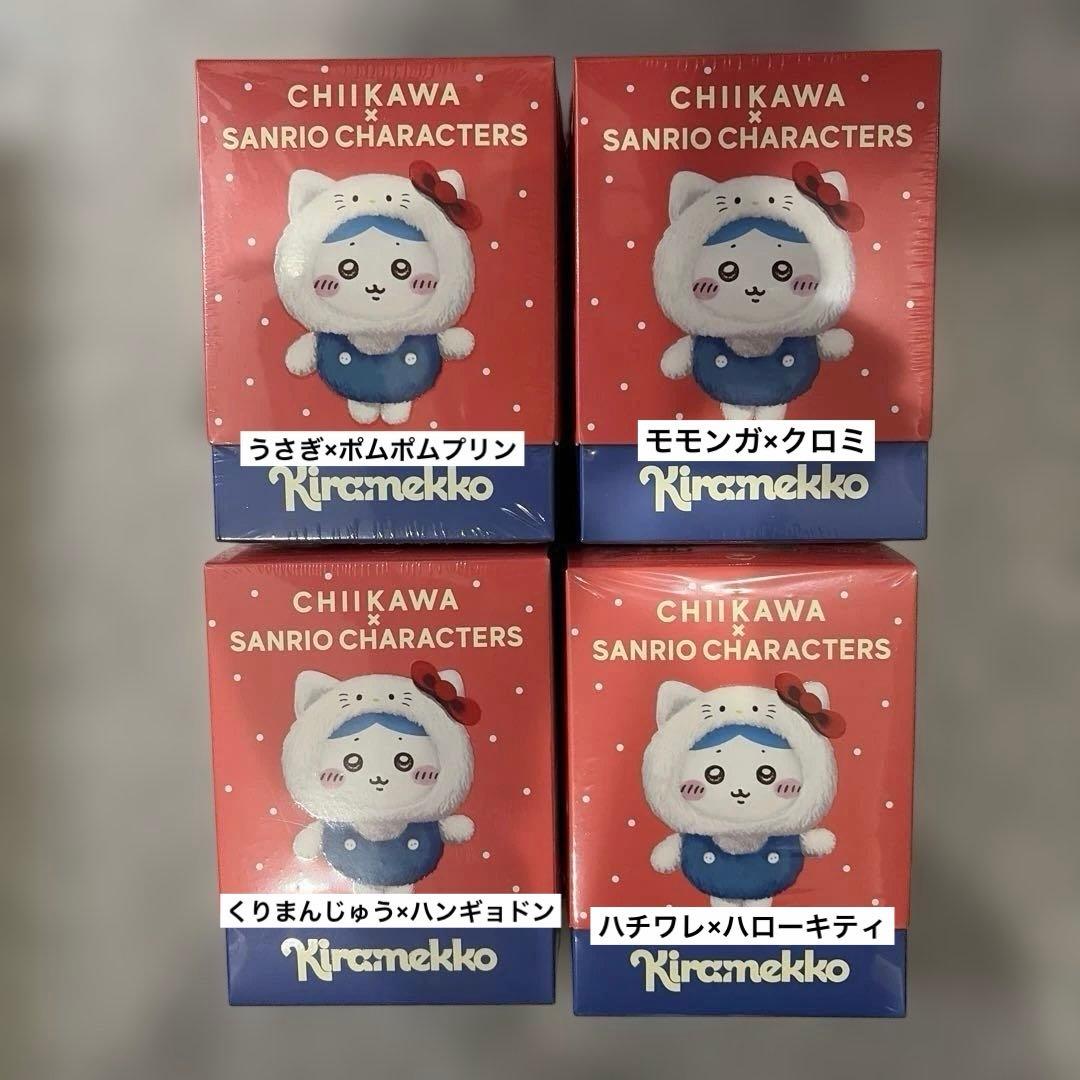 CHIIKAWA
×
SANRIO CHARACTERS
うさぎ×ポムポムプリン
Kiramekko
CHIIKAWA
×
SANRIO CHARACTERS
モモンガ×クロミ
Kiramekko
CHIIKAWA
×
SANRIO CHARACTERS
くりまんじゅう×ハンギョドン
Kiramekko
CHIIKAWA
×
SANRIO CHARACTERS
ハチワレ×ハローキティ
Kiramekko